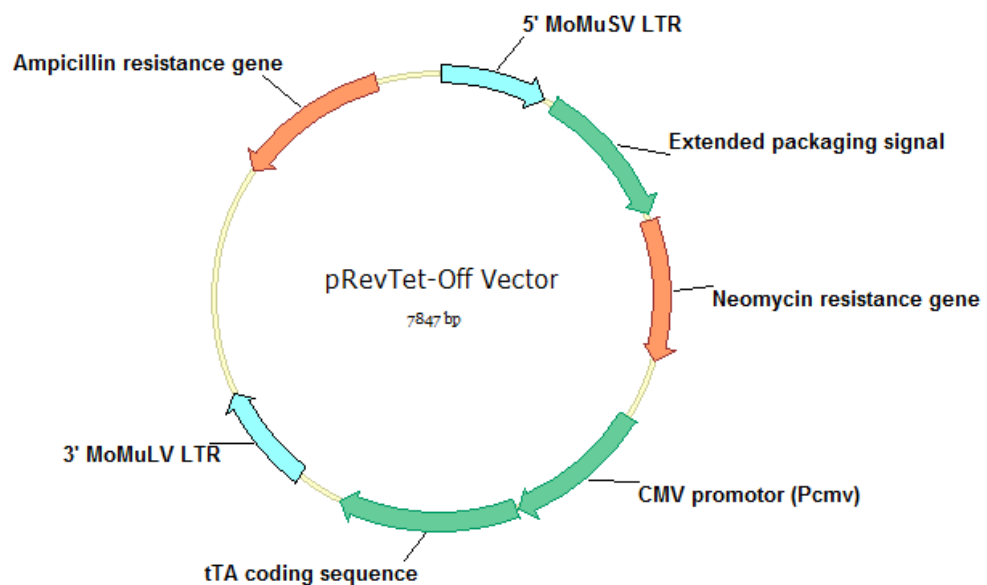 5' MoMuSV LTR
Ampicillin resistance gene
Extended packaging signal
pRevTet-Off Vector
7847 bp
Neomycin resistance gene
3' MoMuLV LTR
CMV promotor (Pcmv)
tTA coding sequence